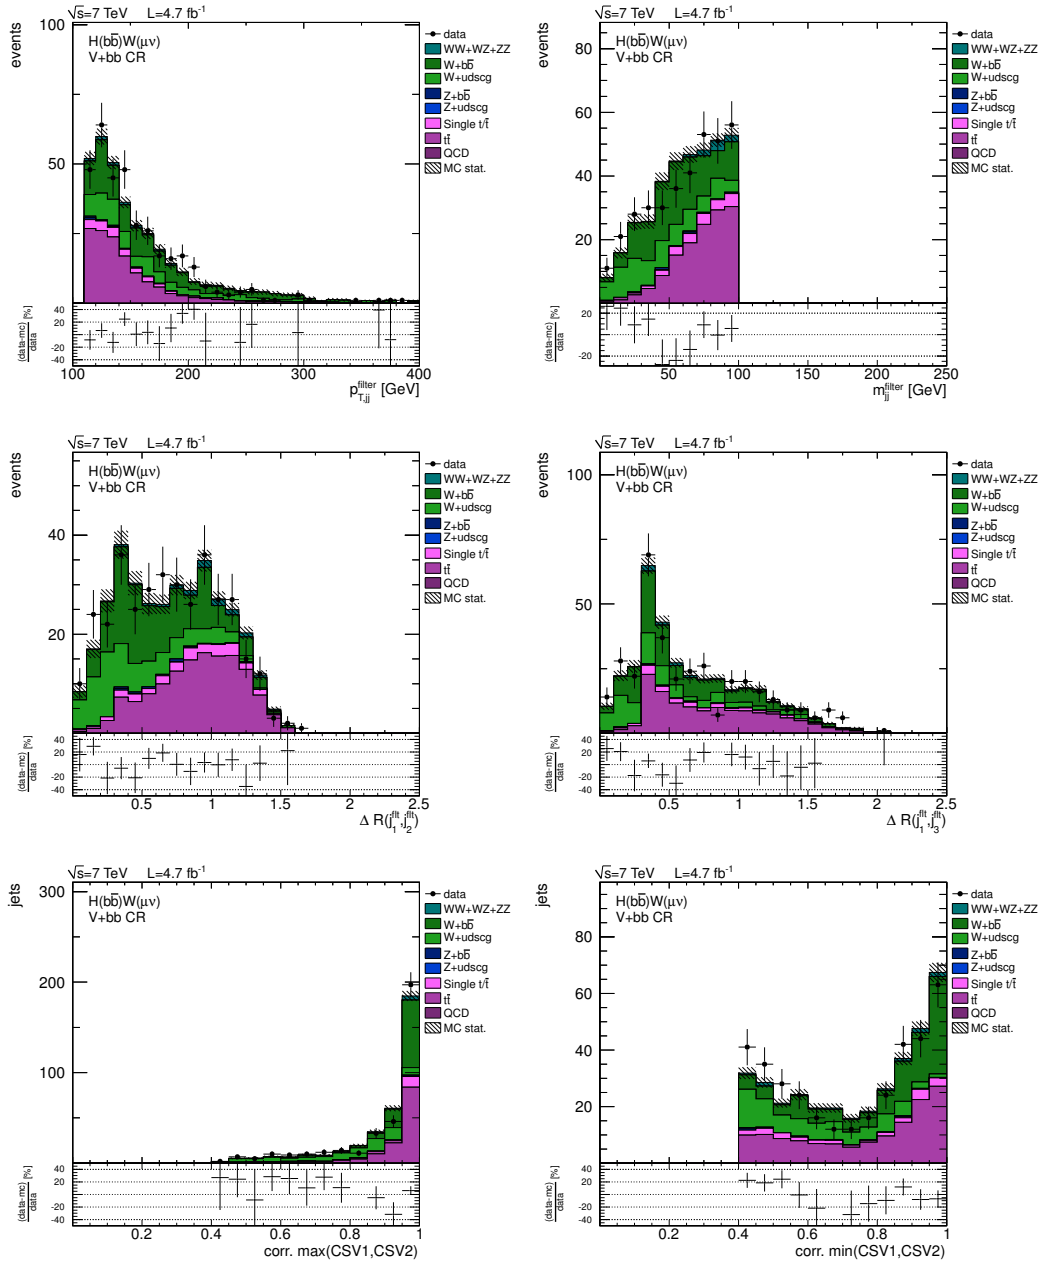 √s=7 TeV L=4.7 fb⁻¹
events
100
50
H(bb̄)W(μν)
V+bb CR
data
WW+WZ+ZZ
W+bb̄
W+udscg
Z+bb̄
Z+udscg
Single t/t̄
tt̄
QCD
MC stat.
(data-mc)/data [%]
40
20
0
-20
-40
100 200 300 400
p_{T,jj}^{filter} [GeV]
√s=7 TeV L=4.7 fb⁻¹
events
80
60
40
20
H(bb̄)W(μν)
V+bb CR
data
WW+WZ+ZZ
W+bb̄
W+udscg
Z+bb̄
Z+udscg
Single t/t̄
tt̄
QCD
MC stat.
(data-mc)/data [%]
20
0
-20
0 50 100 150 200 250
m_{jj}^{filter} [GeV]
√s=7 TeV L=4.7 fb⁻¹
events
40
20
H(bb̄)W(μν)
V+bb CR
data
WW+WZ+ZZ
W+bb̄
W+udscg
Z+bb̄
Z+udscg
Single t/t̄
tt̄
QCD
MC stat.
(data-mc)/data [%]
40
20
0
-20
-40
0.5 1 1.5 2 2.5
Δ R(j_1^{flt},j_2^{flt})
√s=7 TeV L=4.7 fb⁻¹
events
100
50
H(bb̄)W(μν)
V+bb CR
data
WW+WZ+ZZ
W+bb̄
W+udscg
Z+bb̄
Z+udscg
Single t/t̄
tt̄
QCD
MC stat.
(data-mc)/data [%]
40
20
0
-20
-40
0.5 1 1.5 2 2.5
Δ R(j_1^{flt},j_3^{flt})
√s=7 TeV L=4.7 fb⁻¹
jets
300
200
100
H(bb̄)W(μν)
V+bb CR
data
WW+WZ+ZZ
W+bb̄
W+udscg
Z+bb̄
Z+udscg
Single t/t̄
tt̄
QCD
MC stat.
(data-mc)/data [%]
40
20
0
-20
-40
0.2 0.4 0.6 0.8 1
corr. max(CSV1,CSV2)
√s=7 TeV L=4.7 fb⁻¹
jets
80
60
40
20
H(bb̄)W(μν)
V+bb CR
data
WW+WZ+ZZ
W+bb̄
W+udscg
Z+bb̄
Z+udscg
Single t/t̄
tt̄
QCD
MC stat.
(data-mc)/data [%]
40
20
0
-20
-40
0.2 0.4 0.6 0.8 1
corr. min(CSV1,CSV2)